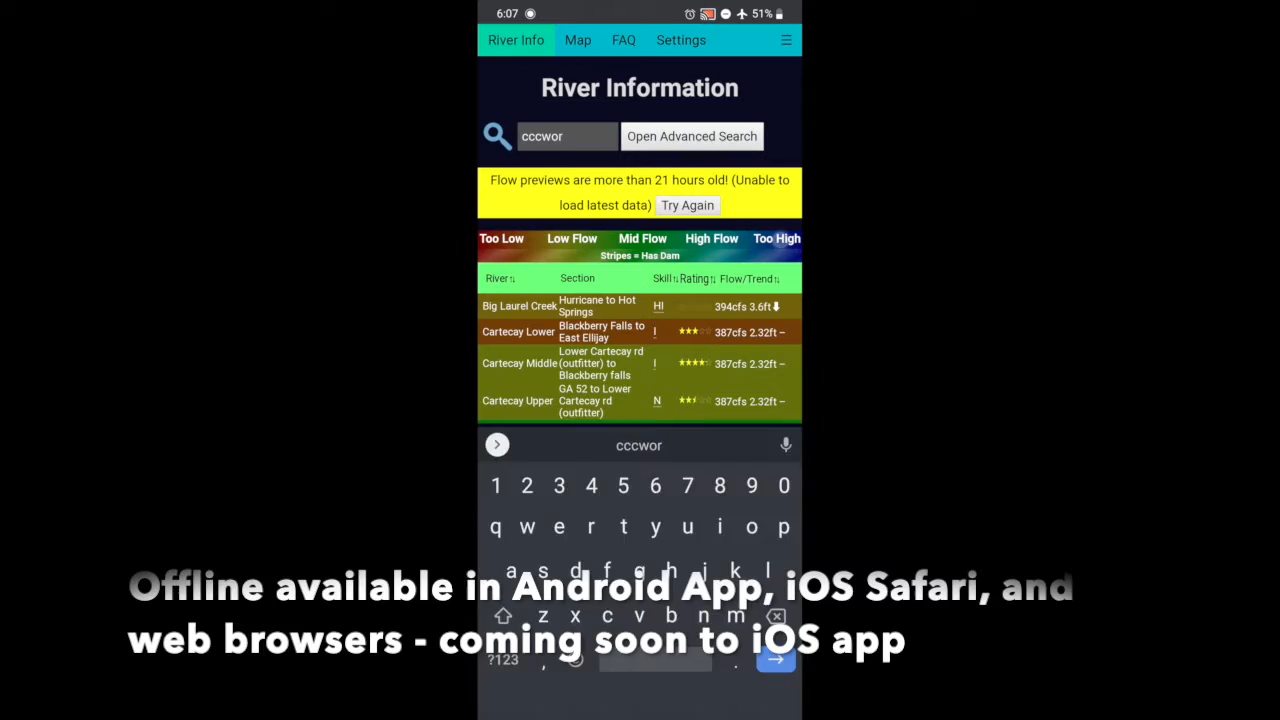 6:07 51%
River Info Map FAQ Settings
River Information
cccwor Open Advanced Search
Flow previews are more than 21 hours old! (Unable to
load latest data) Try Again
Too Low Low Flow Mid Flow High Flow Too High
Stripes = Has Dam
River Section Skill Rating Flow/Trend
Big Laurel Creek Hurricane to Hot Springs HI 394cfs 3.6ft
Cartecay Lower Blackberry Falls to East Ellijay I 387cfs 2.32ft –
Cartecay Middle Lower Cartecay rd (outfitter) to Blackberry falls I 387cfs 2.32ft –
Cartecay Upper GA 52 to Lower Cartecay rd (outfitter) N 387cfs 2.32ft –
cccwor
1 2 3 4 5 6 7 8 9 0
q w e r t y u i o p
a s d f g h j k l
z x c v b n m
?123 , .
Offline available in Android App, iOS Safari, and
web browsers - coming soon to iOS app